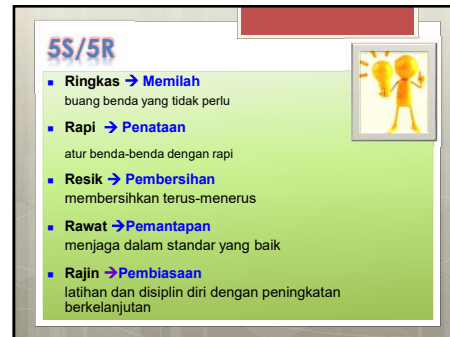 5S/5R
Ringkas → Memilah
buang benda yang tidak perlu
Rapi → Penataan
atur benda-benda dengan rapi
Resik → Pembersihan
membersihkan terus-menerus
Rawat →Pemantapan
menjaga dalam standar yang baik
Rajin →Pembiasaan
latihan dan disiplin diri dengan peningkatan
berkelanjutan